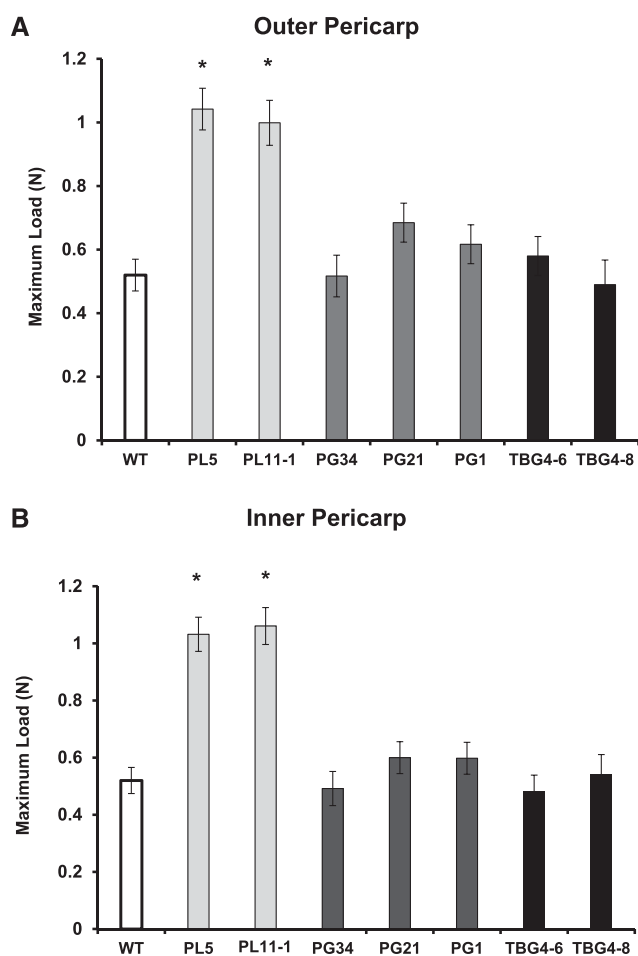 A
Outer Pericarp
Maximum Load (N)
1.2
1
0.8
0.6
0.4
0.2
0
* *
WT PL5 PL11-1 PG34 PG21 PG1 TBG4-6 TBG4-8
B
Inner Pericarp
Maximum Load (N)
1.2
1
0.8
0.6
0.4
0.2
0
* *
WT PL5 PL11-1 PG34 PG21 PG1 TBG4-6 TBG4-8